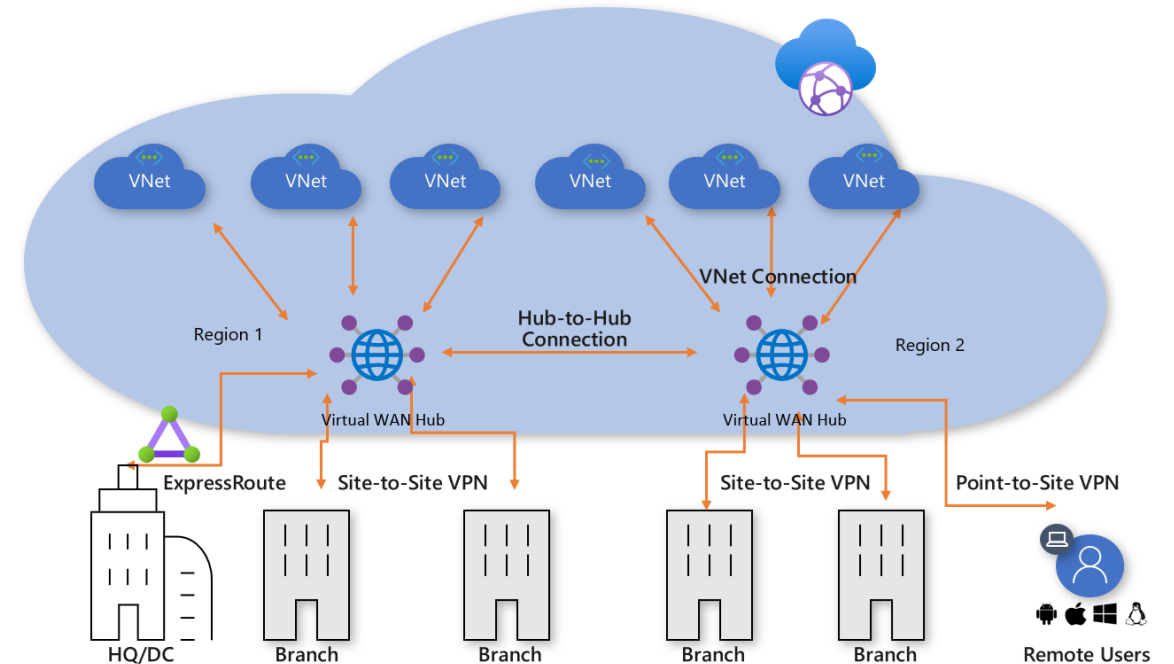 VNet
VNet
VNet
VNet
VNet
VNet
VNet Connection
Hub-to-Hub
Connection
Region 1
Region 2
Virtual WAN Hub
Virtual WAN Hub
ExpressRoute
Site-to-Site VPN
Site-to-Site VPN
Point-to-Site VPN
HQ/DC
Branch
Branch
Branch
Branch
Remote Users